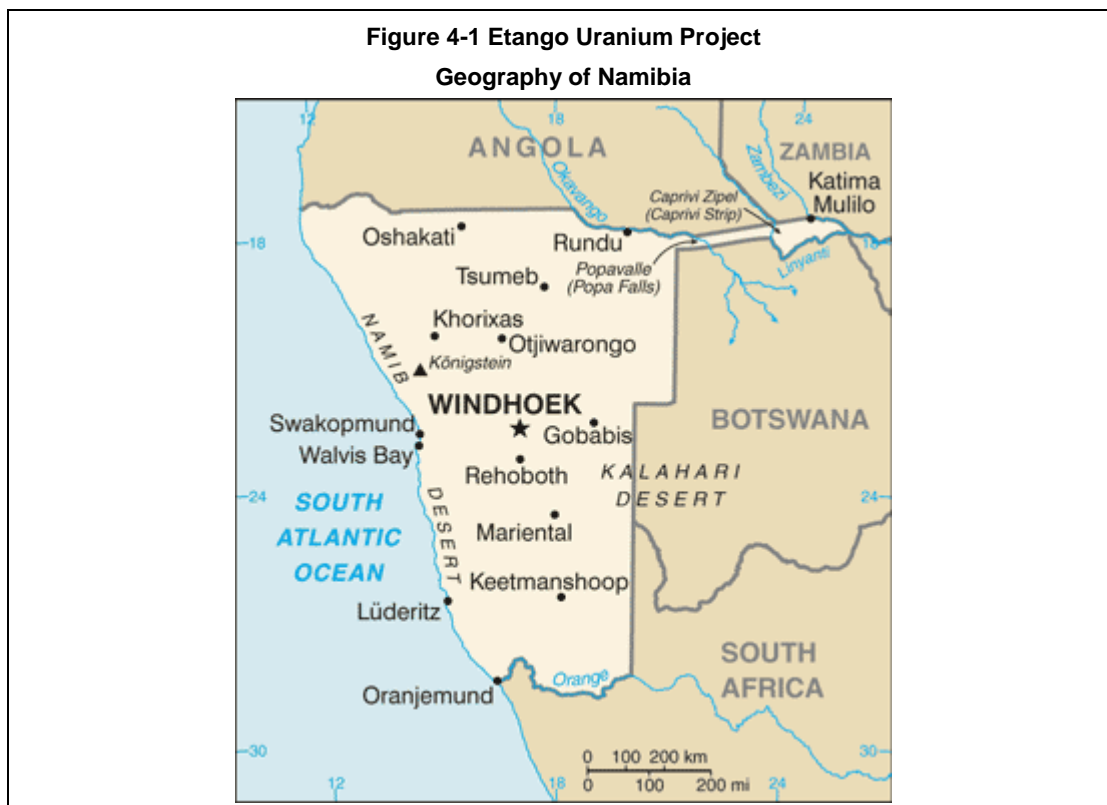 Figure 4-1 Etango Uranium Project
Geography of Namibia
12
18
24
ANGOLA
ZAMBIA
Okavango
Zambezi
Katima
Mulilo
Caprivi Zipel
(Caprivi Strip)
Oshakati
Rundu
18
18
Linyanti
Popavalle
(Popa Falls)
Tsumeb
NAMIB
Khorixas
Otjiwarongo
Königstein
WINDHOEK
BOTSWANA
Swakopmund
Gobabis
Walvis Bay
Rehoboth
KALAHARI
DESERT
24
24
SOUTH
ATLANTIC
OCEAN
DESERT
Mariental
Keetmanshoop
Lüderitz
SOUTH
AFRICA
Orange
Oranjemund
0 100 200 km
0 100 200 mi
30
30
12
18
24